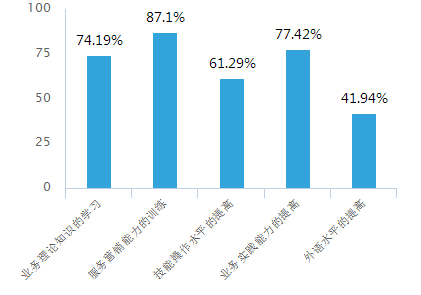 100
75
50
25
0
74.19%
87.1%
61.29%
77.42%
41.94%
业务理论知识的学习
服务营销能力的训练
技能操作水平的提高
业务实践能力的提高
外语水平的提高